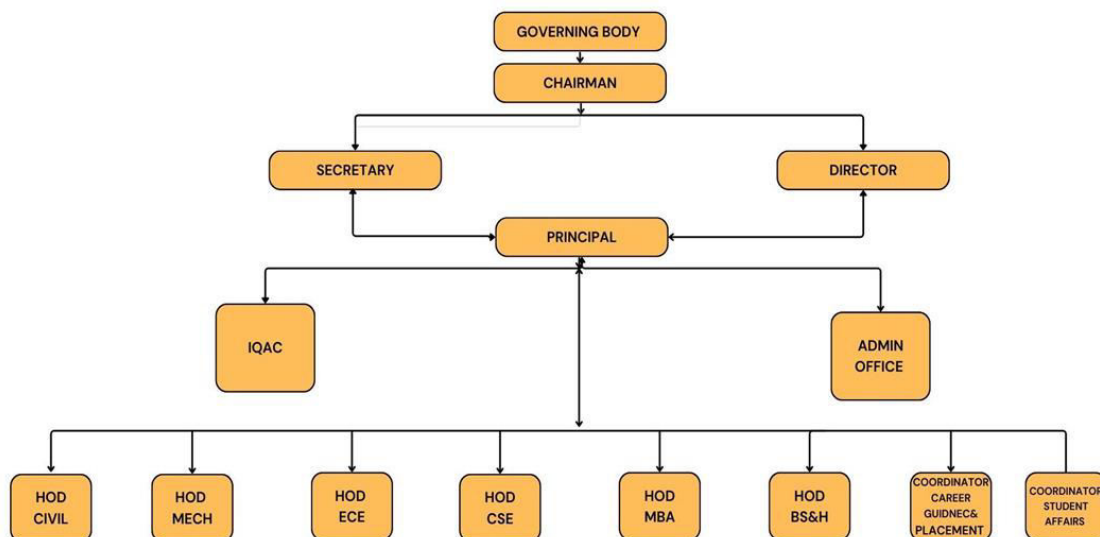 GOVERNING BODY
CHAIRMAN
SECRETARY
DIRECTOR
PRINCIPAL
IQAC
ADMIN
OFFICE
HOD
CIVIL
HOD
MECH
HOD
ECE
HOD
CSE
HOD
MBA
HOD
BS&H
COORDINATOR
CAREER
GUIDNEC&
PLACEMENT
COORDINATOR
STUDENT
AFFAIRS